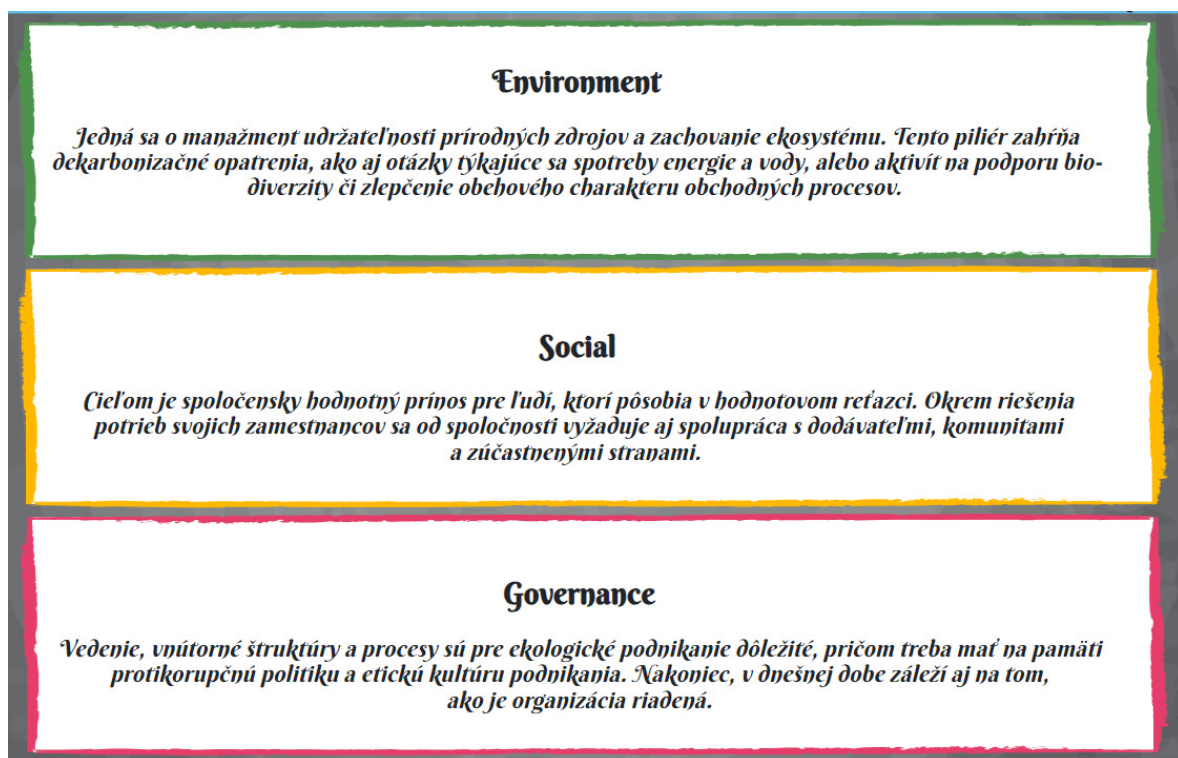 Environment
Jedná sa o manažment udržateľnosti prírodných zdrojov a zachovanie ekosystému. Tento piliér zahŕňa
dekarbonizačné opatrenia, ako aj otázky týkajúce sa spotreby energie a vody, alebo aktivít na podporu bio-
diverzity či zlepčenie obehového charakteru obchodných procesov.
Social
Cieľom je spoločensky hodnotný prínos pre ľudí, ktorí pôsobia v hodnotovom reťazci. Okrem riešenia
potrieb svojich zamestnancov sa od spoločnosti vyžaduje aj spolupráca s dodávateľmi, komunitami
a zúčastnenými stranami.
Governance
Vedenie, vnútorné štruktúry a procesy sú pre ekologické podnikanie dôležité, pričom treba mať na pamäti
protikorupčnú politiku a etickú kultúru podnikania. Nakoniec, v dnešnej dobe záleží aj na tom,
ako je organizácia riadená.